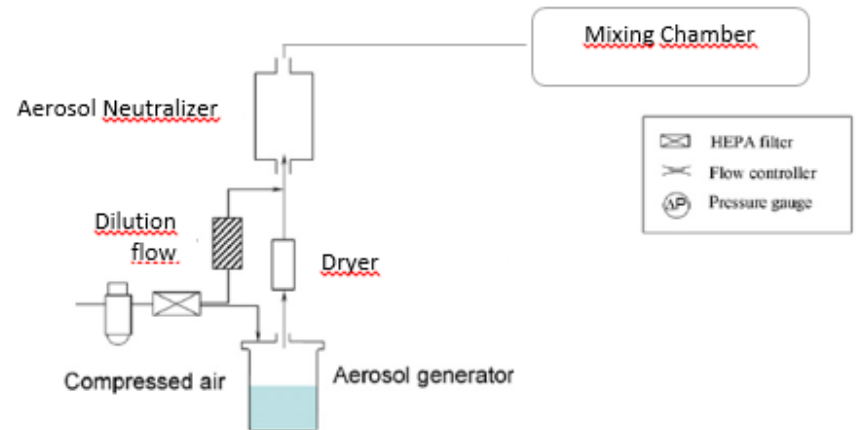 Mixing Chamber
Aerosol Neutralizer
HEPA filter
Flow controller
ΔP Pressure gauge
Dilution
flow
Dryer
Compressed air
Aerosol generator